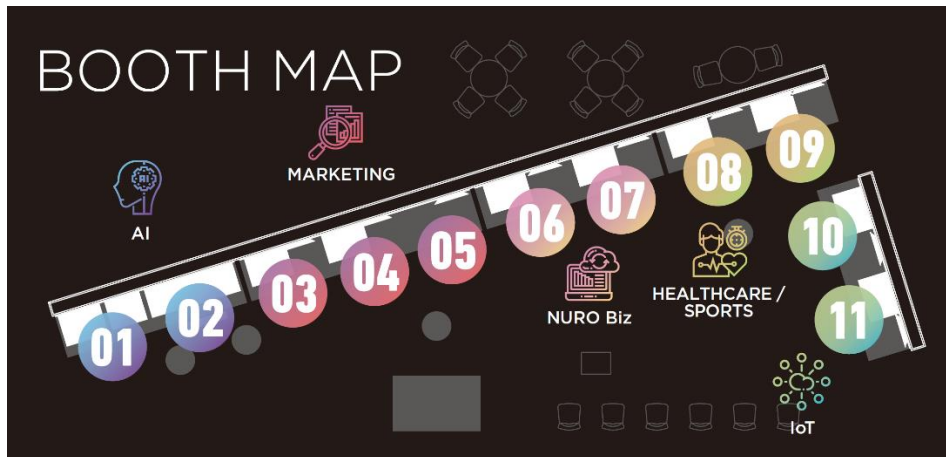 BOOTH MAP
MARKETING
AI
09
08
07
06
10
05
04
03
02
01
11
NURO Biz
HEALTHCARE /
SPORTS
IoT